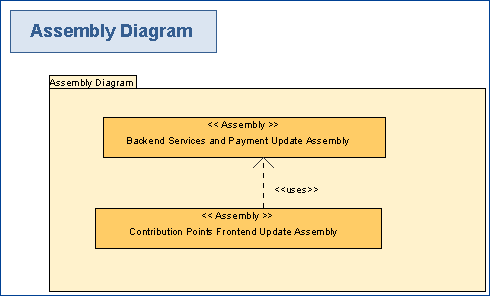 Assembly Diagram
Assembly Diagram
<< Assembly >>
Backend Services and Payment Update Assembly
<<uses>>
<< Assembly >>
Contribution Points Frontend Update Assembly